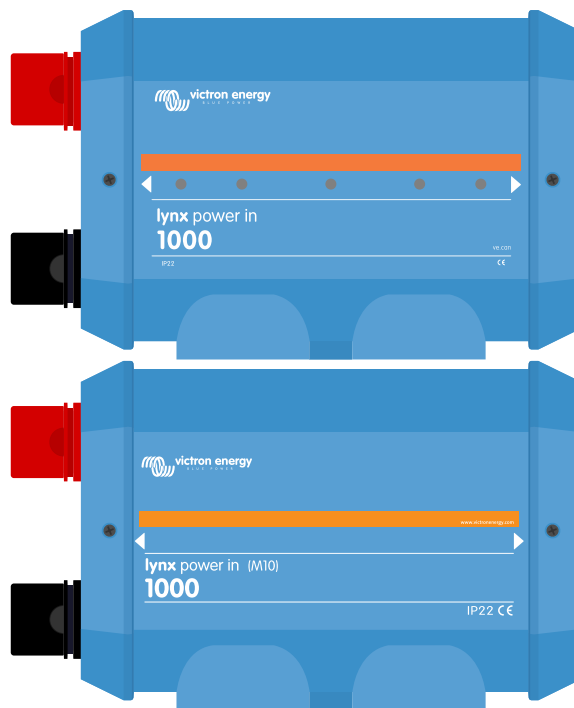 victron energy
BLUE POWER
lynx power in
1000
ve.can
IP22 CE
victron energy
BLUE POWER
www.victronenergy.com
lynx power in (M10)
1000
IP22 CE